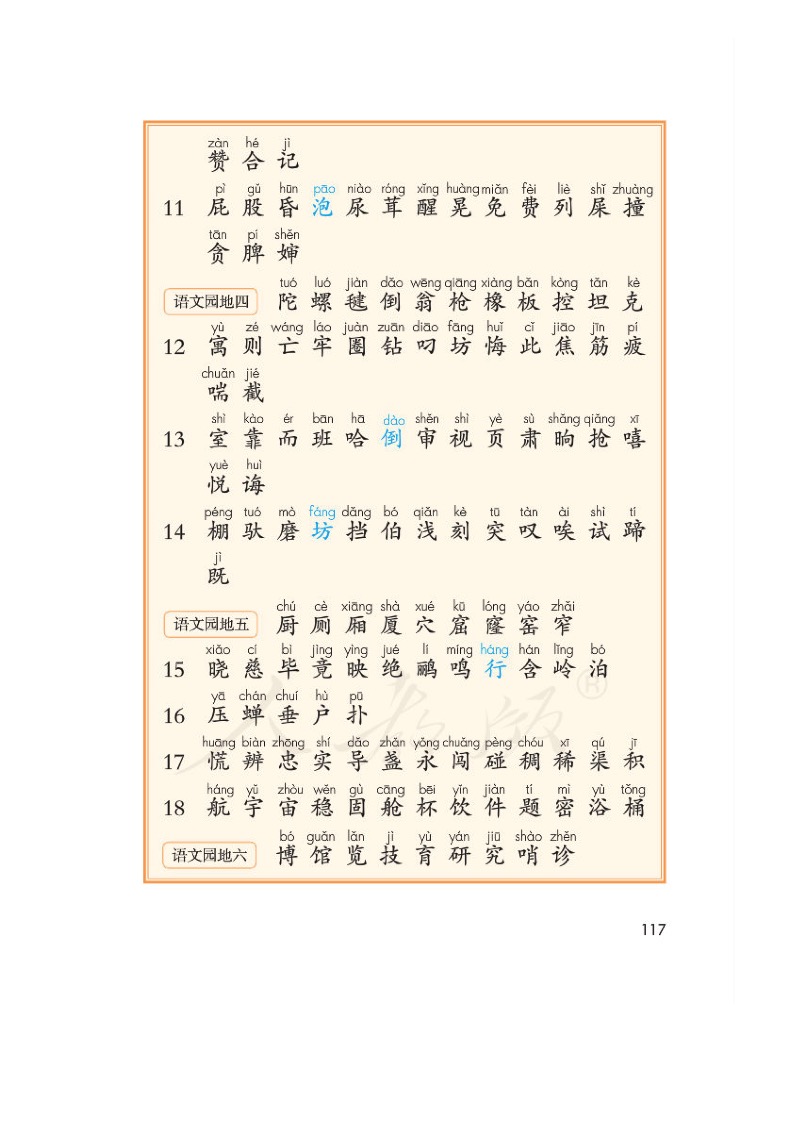 zàn hé jì
赞 合 记
pì gǔ hūn pāo niào róng xǐng huàng miǎn fèi liè shǐ zhuàng
11 屁 股 昏 泡 尿 茸 醒 晃 免 费 列 屎 撞
tān pí shěn
贪 脾 婶
tuó luó jiàn dǎo wēng qiāng xiàng bǎn kòng tǎn kè
语文园地四 陀 螺 毽 倒 翁 枪 橡 板 控 坦 克
yù zé wáng láo juàn zuān diāo fāng huǐ cǐ jiāo jīn pí
12 寓 则 亡 牢 圈 钻 叼 坊 悔 此 焦 筋 疲
chuǎn jié
喘 截
shì kào ér bān hā dào shěn shì yè sù shǎng qiǎng xī
13 室 靠 而 班 哈 倒 审 视 页 肃 晌 抢 嘻
yuè huì
悦 诲
péng tuó mò fáng dǎng bó qiǎn kè tū tàn ài shì tí
14 棚 驮 磨 坊 挡 伯 浅 刻 突 叹 唉 试 蹄
jì
既
chú cè xiāng shà xué kū lóng yáo zhǎi
语文园地五 厨 厕 厢 厦 穴 窟 窿 窑 窄
xiǎo cí bì jìng yìng jué lí míng háng hán lǐng bó
15 晓 慈 毕 竟 映 绝 鹂 鸣 行 含 岭 泊
yā chán chuí hù pū
16 压 蝉 垂 户 扑
huāng biàn zhōng shí dǎo zhǎn yǒng chuǎng pèng chóu xī qú jī
17 慌 辨 忠 实 导 盏 永 闯 碰 稠 稀 渠 积
háng yǔ zhòu wěn gù cāng bēi yǐn jiàn tí mì yù tǒng
18 航 宇 宙 稳 固 舱 杯 饮 件 题 密 浴 桶
bó guǎn lǎn jì yù yán jiū shào zhěn
语文园地六 博 馆 览 技 育 研 究 哨 诊
人教版®
117